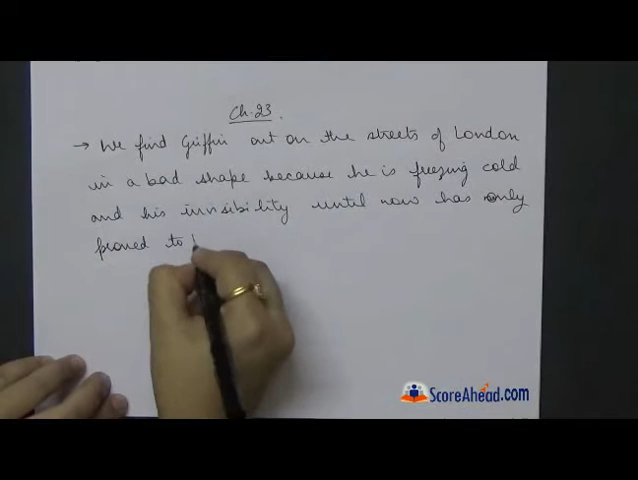 Ch-23.
→ We find Griffin out on the streets of London
in a bad shape because he is freezing cold
and his invisibility until now has only
proved to
ScoreAhead.com